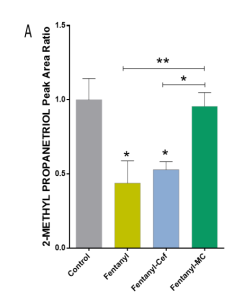 A
2-METHYL PROPANETRIOL Peak Area Ratio
1.5
1.0
0.5
0.0
**
*
*
*
Control
Fentanyl
Fentanyl-Cef
Fentanyl-MC